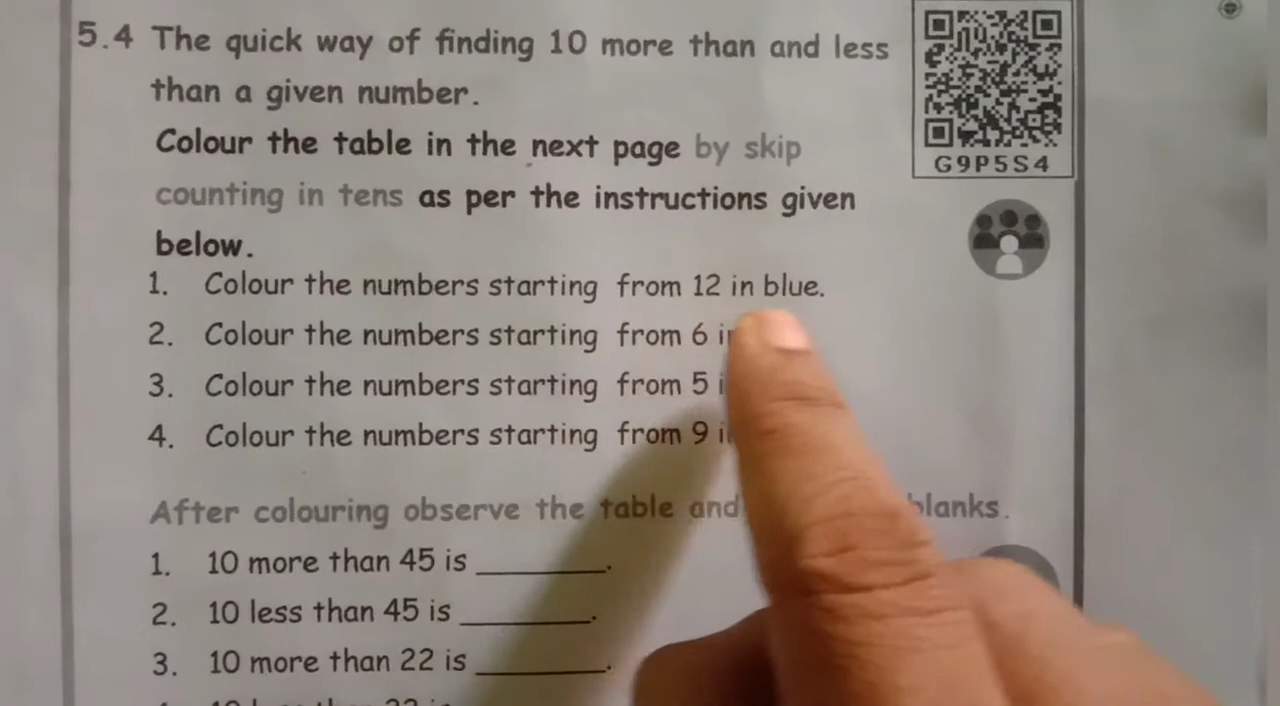 5.4 The quick way of finding 10 more than and less
than a given number.
G9P5S4
Colour the table in the next page by skip
counting in tens as per the instructions given
below.
1. Colour the numbers starting from 12 in blue.
2. Colour the numbers starting from 6
3. Colour the numbers starting from 5
4. Colour the numbers starting from 9
After colouring observe the table and blanks.
1. 10 more than 45 is ________.
2. 10 less than 45 is ________.
3. 10 more than 22 is ________.